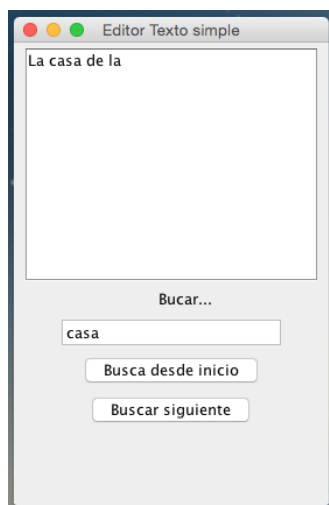 Editor Texto simple
La casa de la
Bucar...
casa
Busca desde inicio
Buscar siguiente